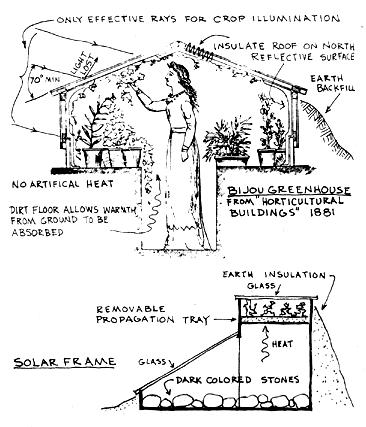 ONLY EFFECTIVE RAYS FOR CROP ILLUMINATION
LIGHT
LOST
70° MIN
INSULATE ROOF ON NORTH
REFLECTIVE SURFACE
EARTH
BACKFILL
NO ARTIFICAL HEAT
DIRT FLOOR ALLOWS WARMTH
FROM GROUND TO BE
ABSORBED
BIJOU GREENHOUSE
FROM "HORTICULTURAL
BUILDINGS" 1881
EARTH INSULATION
GLASS
REMOVABLE
PROPAGATION TRAY
HEAT
SOLAR FRAME
GLASS
DARK COLORED STONES